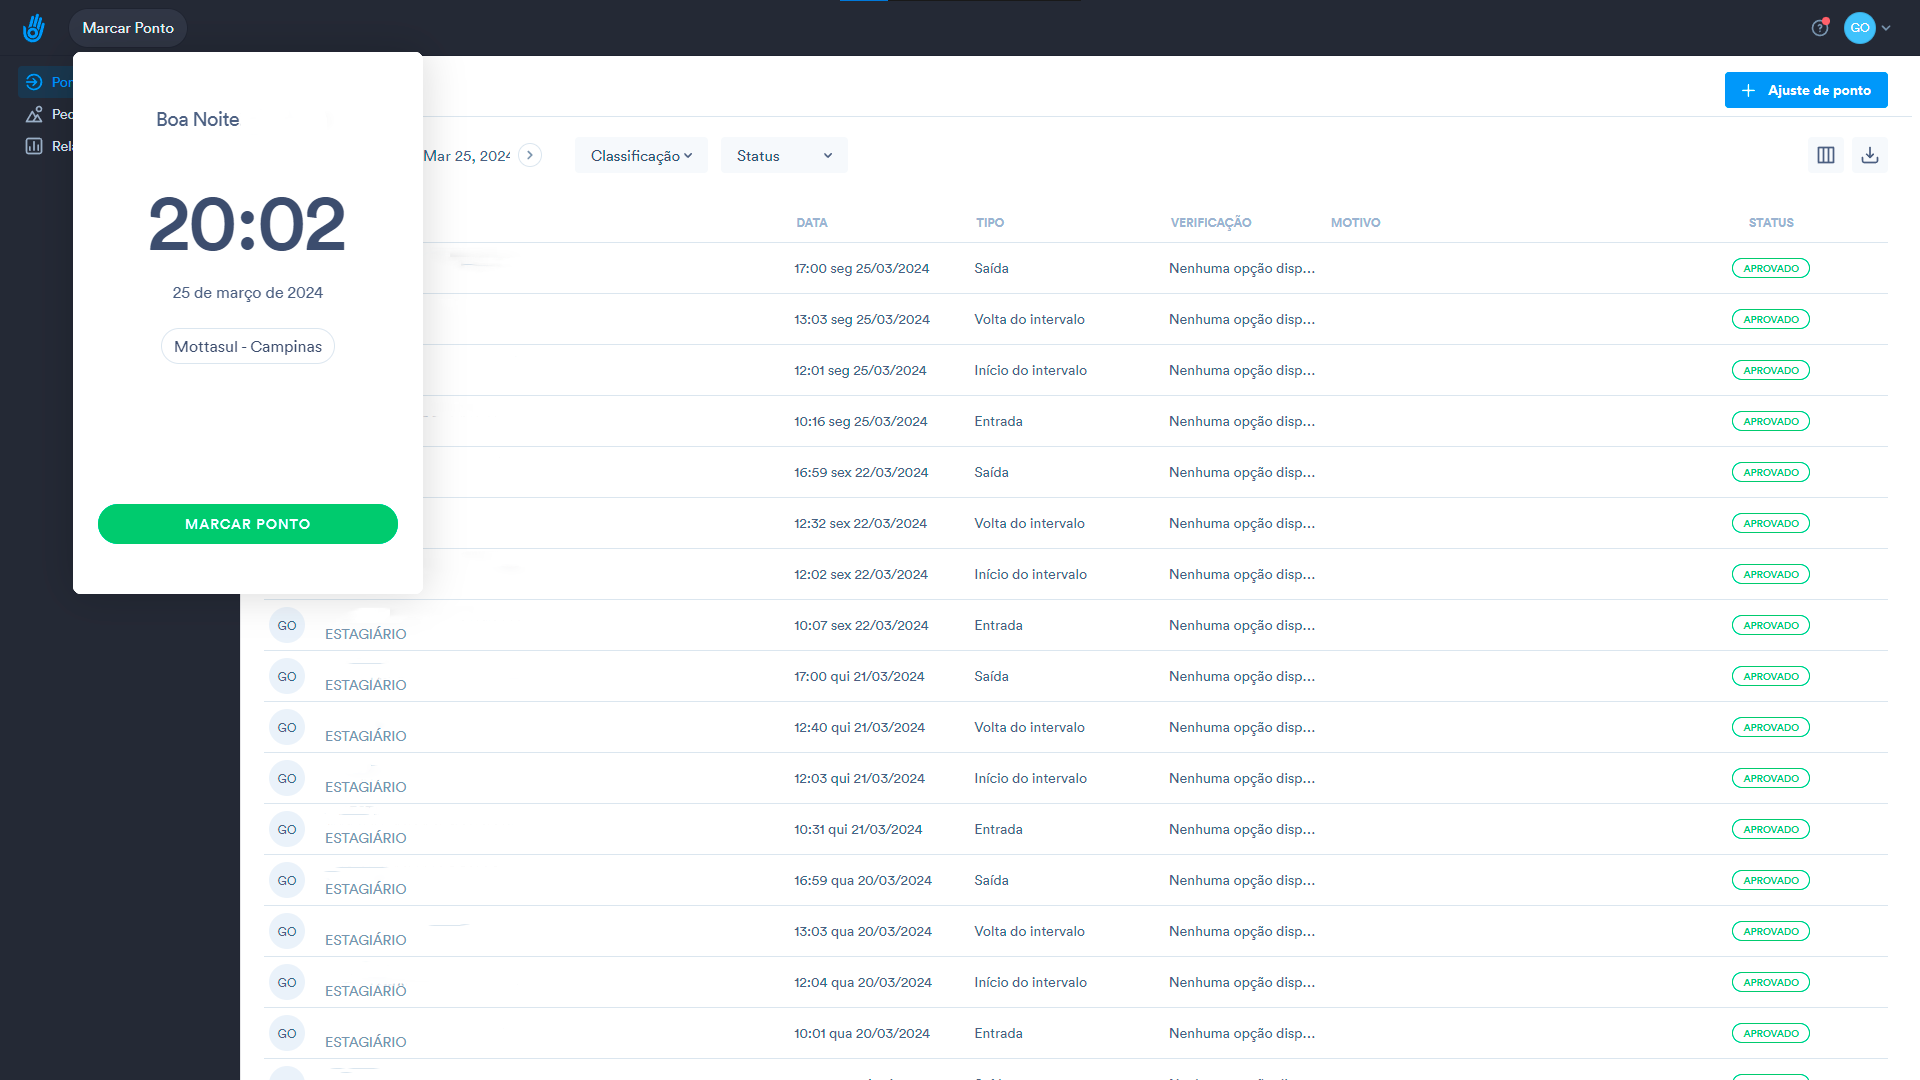 Marcar Ponto
GO
Por
Ped
Rel
Boa Noite
20:02
25 de março de 2024
Mottasul - Campinas
MARCAR PONTO
+ Ajuste de ponto
Mar 25, 2024
Classificação
Status
DATA TIPO VERIFICAÇÃO MOTIVO STATUS
17:00 seg 25/03/2024 Saída Nenhuma opção disp... APROVADO
13:03 seg 25/03/2024 Volta do intervalo Nenhuma opção disp... APROVADO
12:01 seg 25/03/2024 Início do intervalo Nenhuma opção disp... APROVADO
10:16 seg 25/03/2024 Entrada Nenhuma opção disp... APROVADO
16:59 sex 22/03/2024 Saída Nenhuma opção disp... APROVADO
12:32 sex 22/03/2024 Volta do intervalo Nenhuma opção disp... APROVADO
12:02 sex 22/03/2024 Início do intervalo Nenhuma opção disp... APROVADO
GO ESTAGIÁRIO 10:07 sex 22/03/2024 Entrada Nenhuma opção disp... APROVADO
GO ESTAGIÁRIO 17:00 qui 21/03/2024 Saída Nenhuma opção disp... APROVADO
GO ESTAGIÁRIO 12:40 qui 21/03/2024 Volta do intervalo Nenhuma opção disp... APROVADO
GO ESTAGIÁRIO 12:03 qui 21/03/2024 Início do intervalo Nenhuma opção disp... APROVADO
GO ESTAGIÁRIO 10:31 qui 21/03/2024 Entrada Nenhuma opção disp... APROVADO
GO ESTAGIÁRIO 16:59 qua 20/03/2024 Saída Nenhuma opção disp... APROVADO
GO ESTAGIÁRIO 13:03 qua 20/03/2024 Volta do intervalo Nenhuma opção disp... APROVADO
GO ESTAGIÁRIO 12:04 qua 20/03/2024 Início do intervalo Nenhuma opção disp... APROVADO
GO ESTAGIÁRIO 10:01 qua 20/03/2024 Entrada Nenhuma opção disp... APROVADO